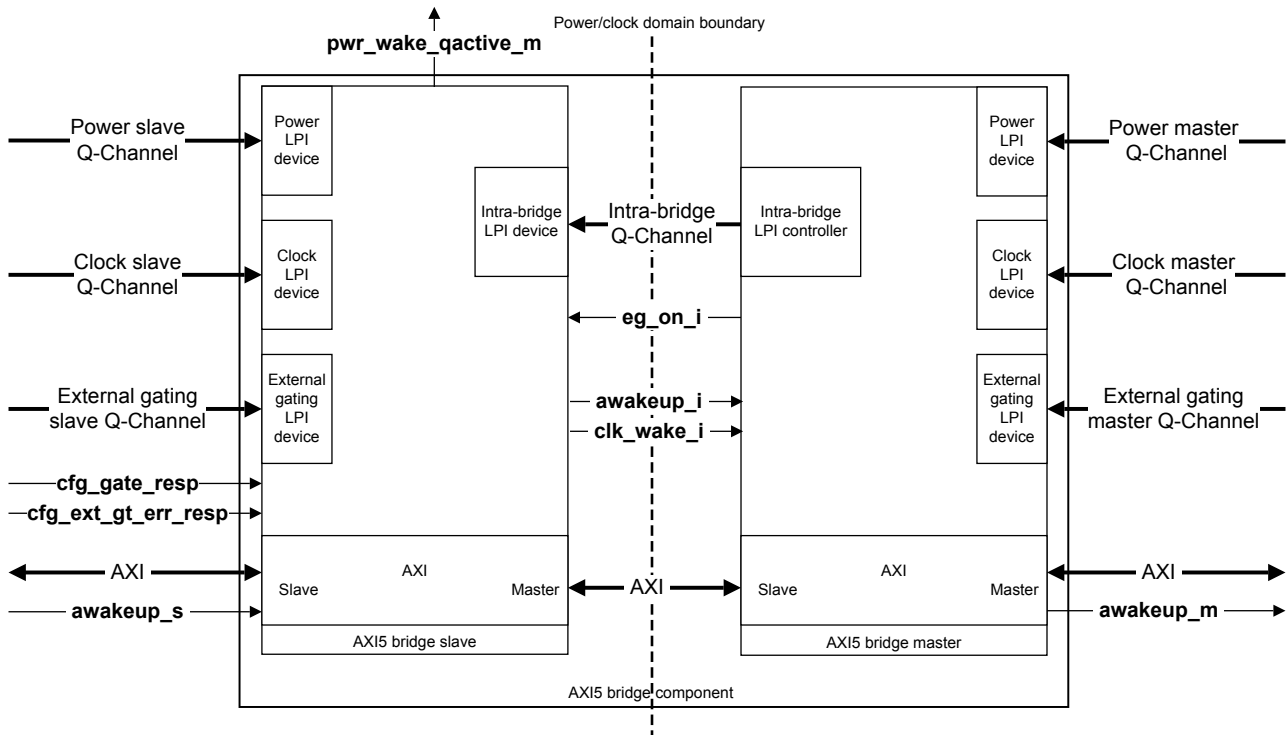 Power/clock domain boundary
pwr_wake_qactive_m
Power slave
Q-Channel
Power
LPI
device
Power
LPI
device
Power master
Q-Channel
Intra-bridge
LPI device
Intra-bridge
Q-Channel
Intra-bridge
LPI controller
Clock slave
Q-Channel
Clock
LPI
device
Clock
LPI
device
Clock master
Q-Channel
eg_on_i
External gating
slave Q-Channel
External
gating
LPI
device
awakeup_i
clk_wake_i
External
gating
LPI
device
External gating
master Q-Channel
cfg_gate_resp
cfg_ext_gt_err_resp
AXI
AXI
Slave
Master
AXI
AXI
Slave
Master
AXI
awakeup_s
awakeup_m
AXI5 bridge slave
AXI5 bridge master
AXI5 bridge component